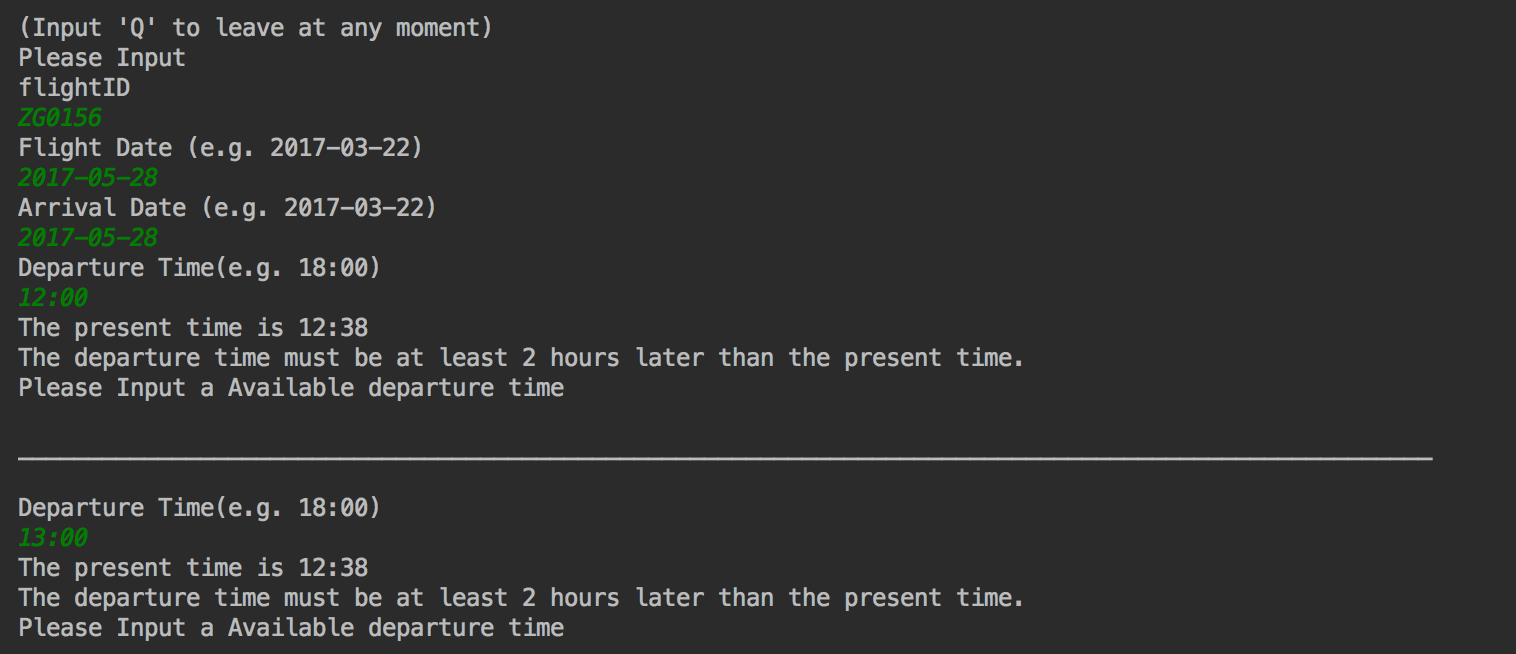 (Input 'Q' to leave at any moment)
Please Input
flightID
ZG0156
Flight Date (e.g. 2017-03-22)
2017-05-28
Arrival Date (e.g. 2017-03-22)
2017-05-28
Departure Time(e.g. 18:00)
12:00
The present time is 12:38
The departure time must be at least 2 hours later than the present time.
Please Input a Available departure time
Departure Time(e.g. 18:00)
13:00
The present time is 12:38
The departure time must be at least 2 hours later than the present time.
Please Input a Available departure time